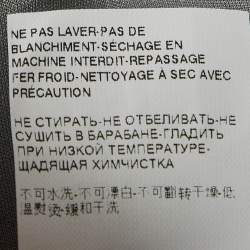 NE PAS LAVER-PAS DE
BLANCHIMENT-SÉCHAGE EN
MACHINE INTERDIT-REPASSAGE
FER FROID-NETTOYAGE À SEC AVEC
PRÉCAUTION
НЕ СТИРАТЬ-НЕ ОТБЕЛИВАТЬ-НЕ
СУШИТЬ В БАРАБАНЕ-ГЛАДИТЬ
ПРИ НИЗКОЙ ТЕМПЕРАТУРЕ-
ЩАДЯЩАЯ ХИМЧИСТКА
不可水洗-不可漂白-不可翻转干燥-低
温熨烫-缓和干洗